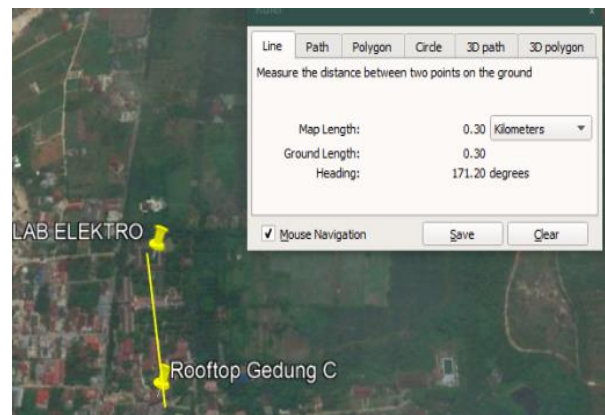 Ruler
Line Path Polygon Circle 3D path 3D polygon
Measure the distance between two points on the ground
Map Length: 0.30 Kilometers
Ground Length: 0.30
Heading: 171.20 degrees
Mouse Navigation Save Clear
LAB ELEKTRO
Rooftop Gedung C